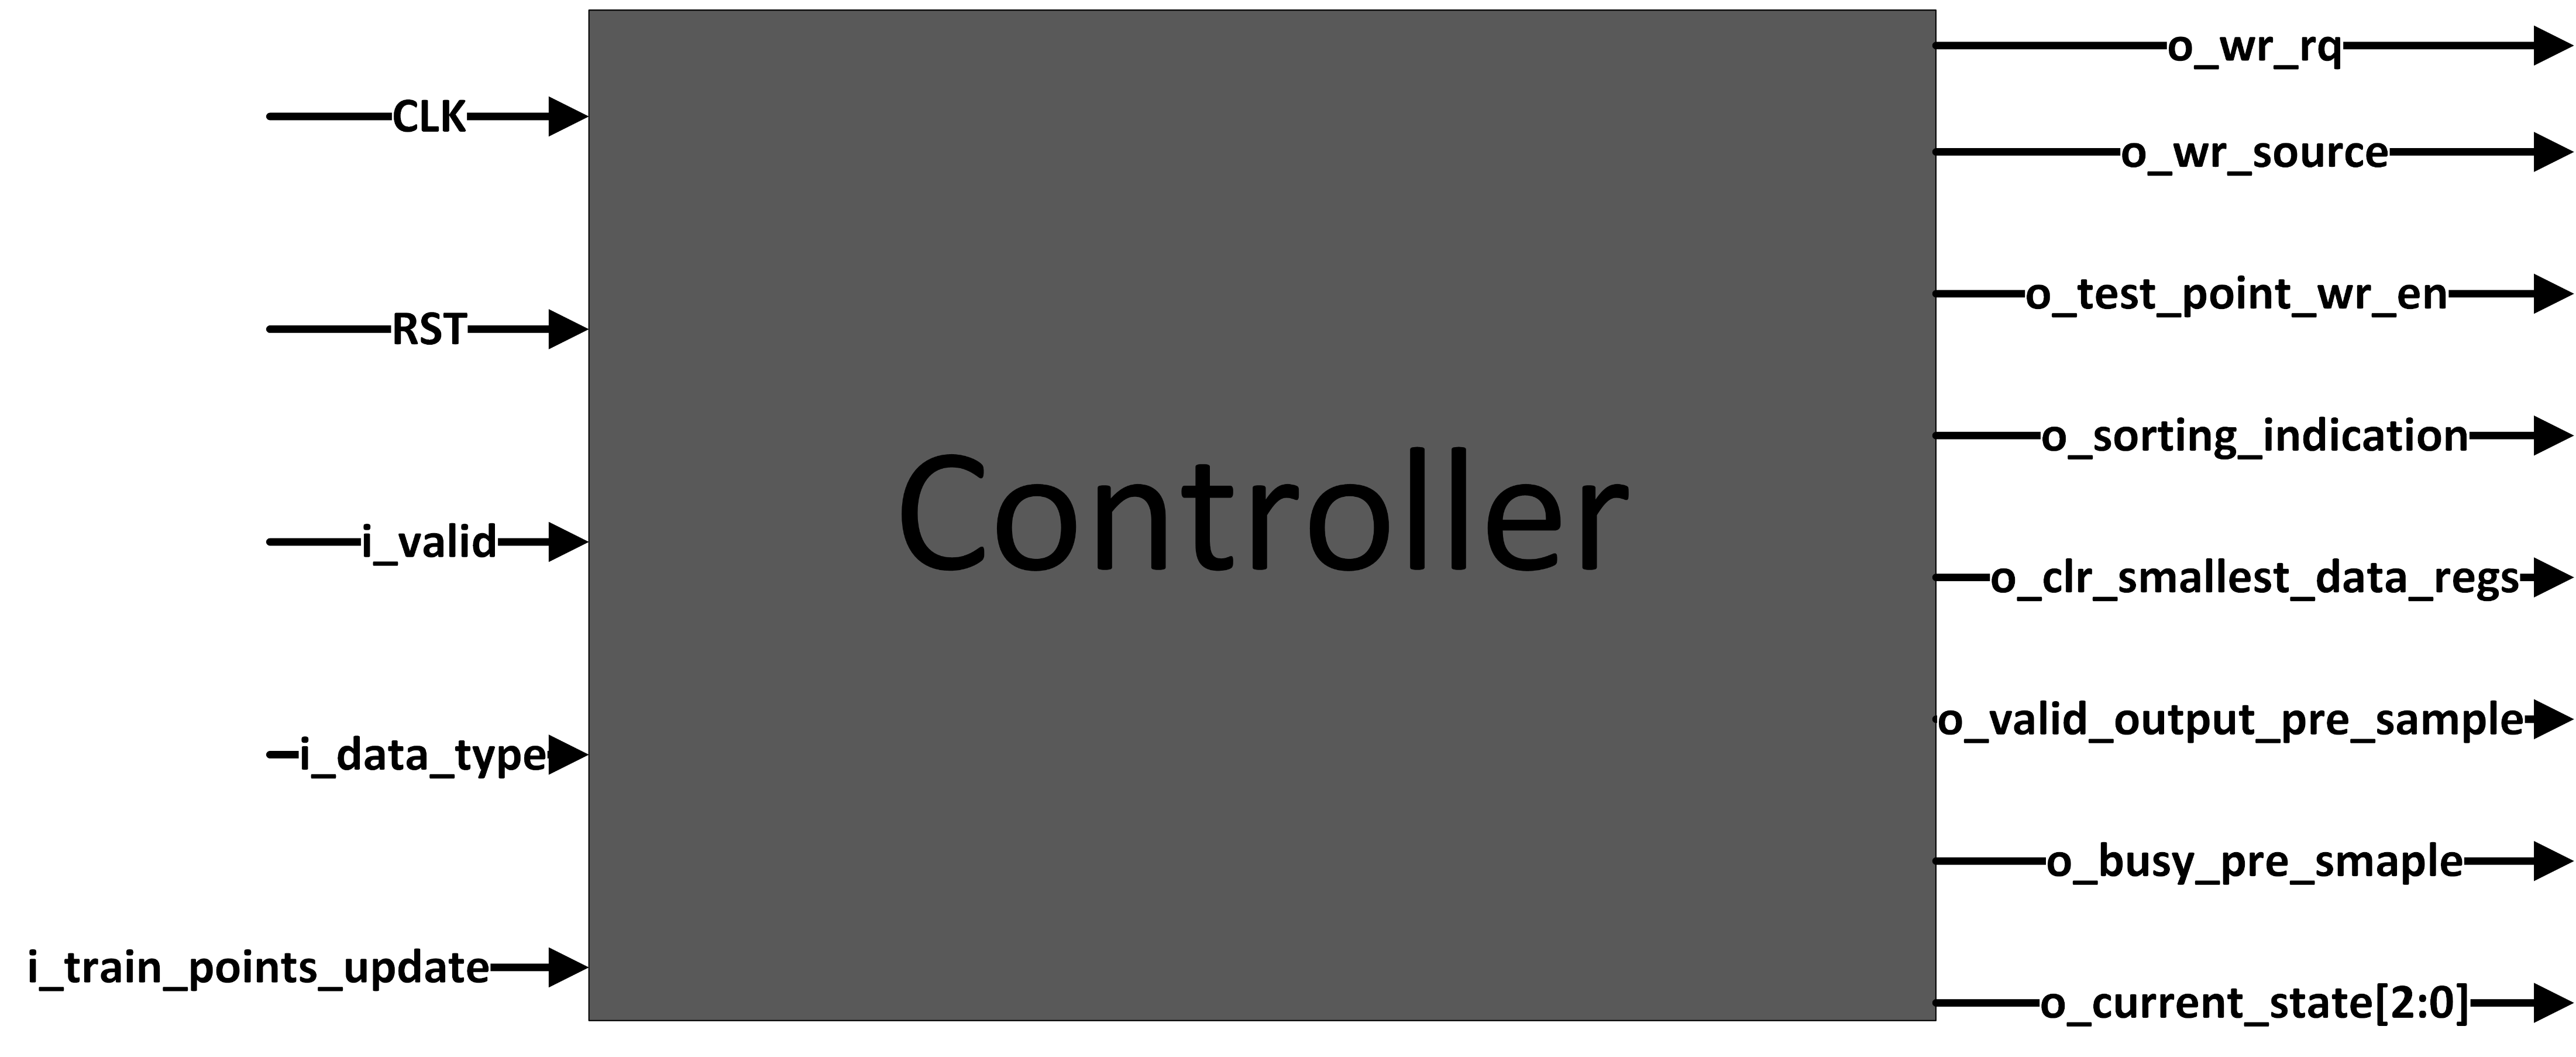 CLK
RST
i_valid
i_data_type
i_train_points_update
Controller
o_wr_rq
o_wr_source
o_test_point_wr_en
o_sorting_indication
o_clr_smallest_data_regs
o_valid_output_pre_sample
o_busy_pre_smaple
o_current_state[2:0]